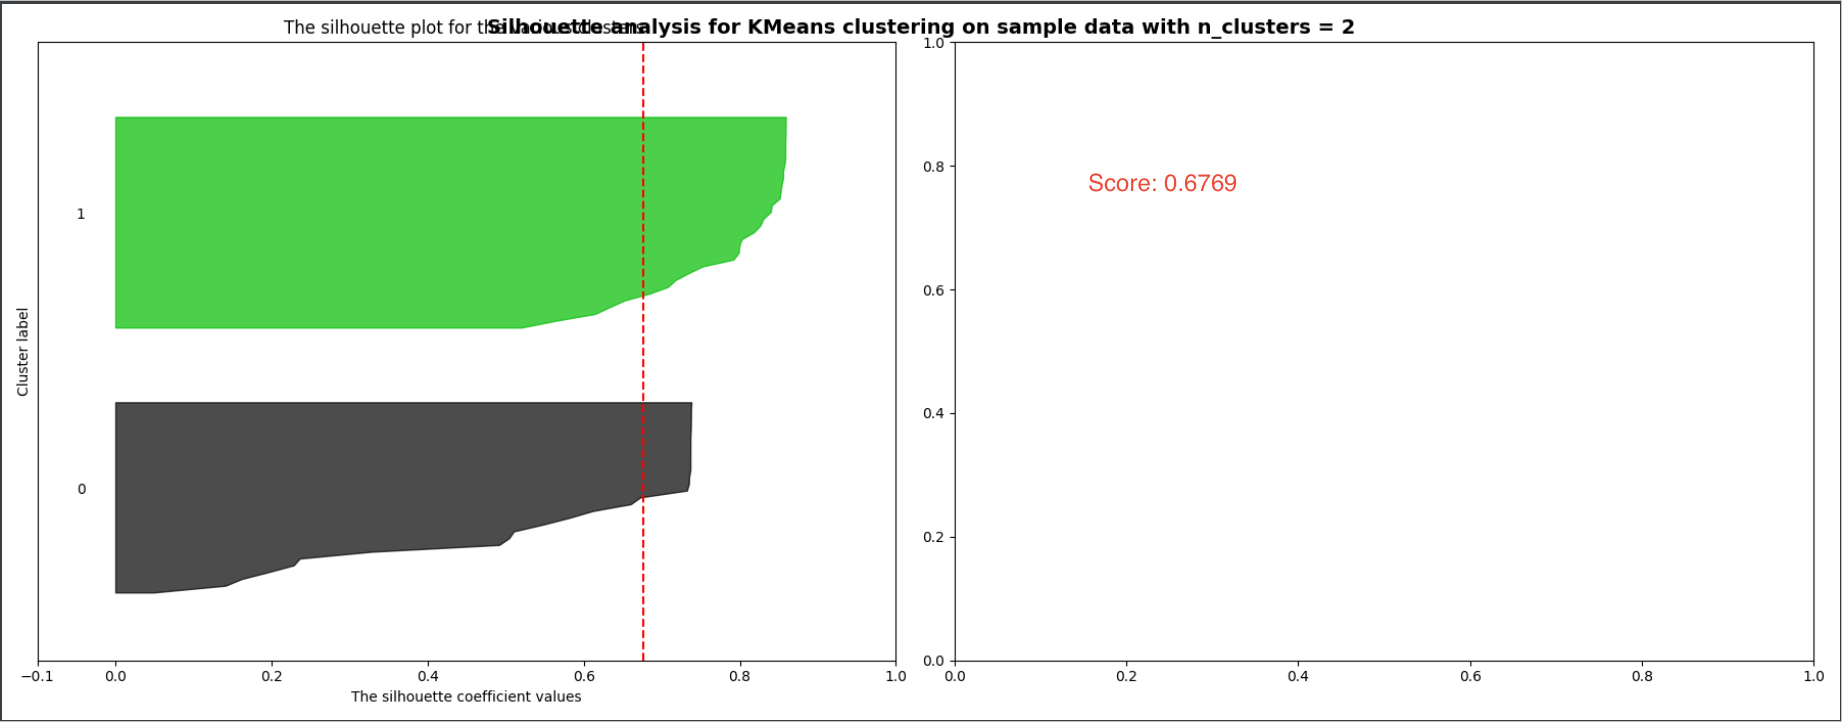 The silhouette plot for the various clusters.
Silhouette analysis for KMeans clustering on sample data with n_clusters = 2
1
0
Cluster label
−0.1 0.0 0.2 0.4 0.6 0.8 1.0
The silhouette coefficient values
1.0
0.8
0.6
0.4
0.2
0.0
Score: 0.6769
0.0 0.2 0.4 0.6 0.8 1.0